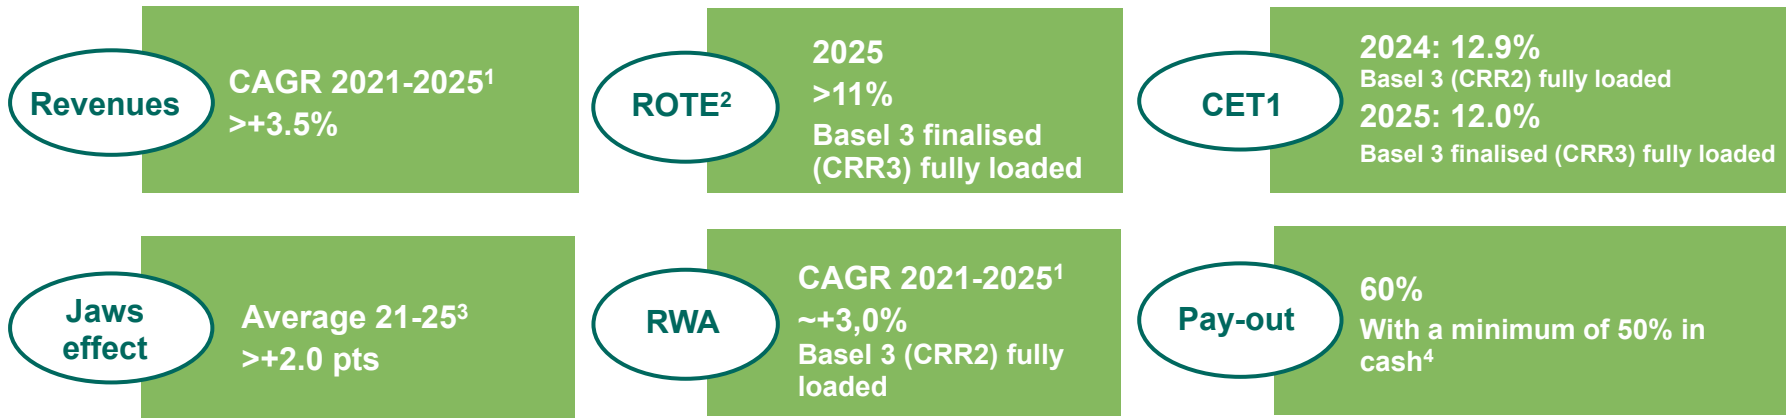 Revenues
CAGR 2021-2025¹
>+3.5%
ROTE²
2025
>11%
Basel 3 finalised
(CRR3) fully loaded
CET1
2024: 12.9%
Basel 3 (CRR2) fully loaded
2025: 12.0%
Basel 3 finalised (CRR3) fully loaded
Jaws
effect
Average 21-25³
>+2.0 pts
RWA
CAGR 2021-2025¹
~+3,0%
Basel 3 (CRR2) fully
loaded
Pay-out
60%
With a minimum of 50% in
cash⁴